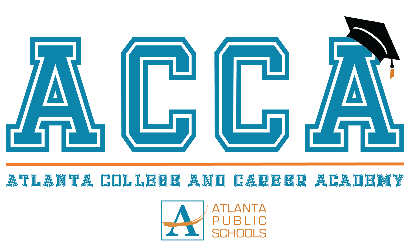 ACCA
ATLANTA COLLEGE AND CAREER ACADEMY
A
ATLANTA
PUBLIC
SCHOOLS